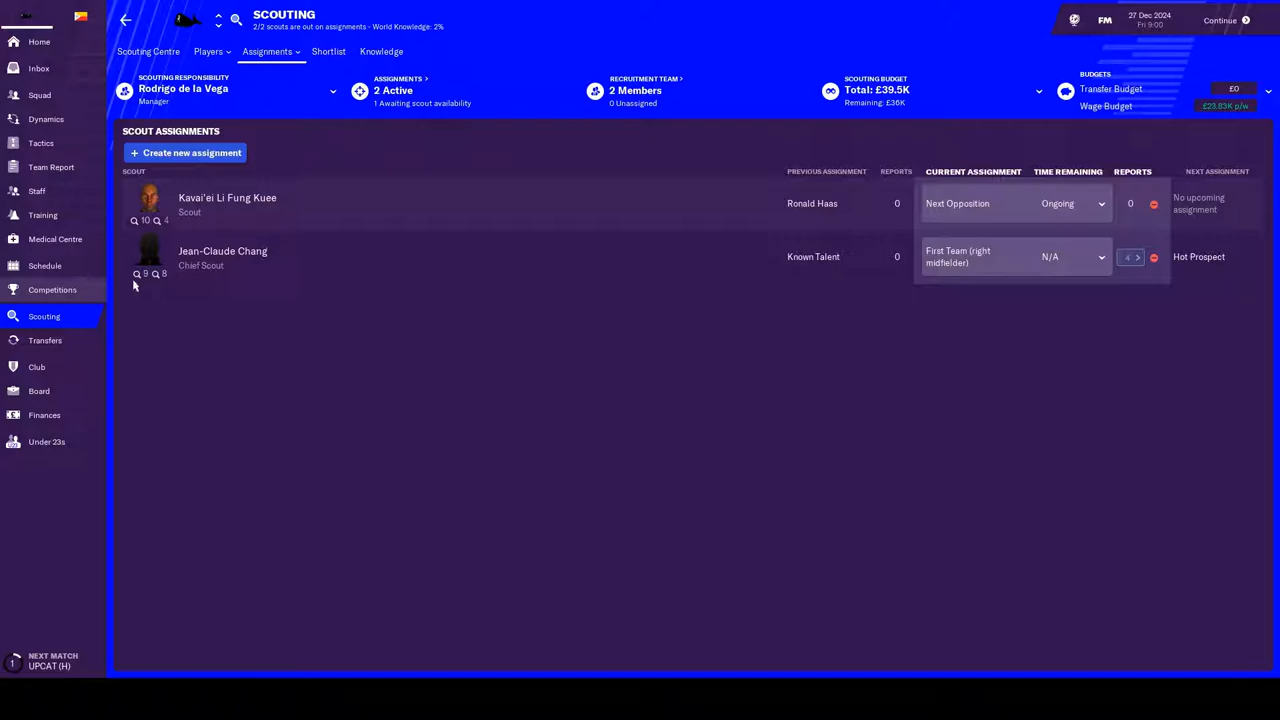 SCOUTING
2/2 scouts are out on assignments - World Knowledge: 2%
FM
27 Dec 2024
Fri 9:00
Continue
Home
Inbox
Squad
Dynamics
Tactics
Team Report
Staff
Training
Medical Centre
Schedule
Competitions
Scouting
Transfers
Club
Board
Finances
Under 23s
1
NEXT MATCH
UPCAT (H)
Scouting Centre
Players
Assignments
Shortlist
Knowledge
SCOUTING RESPONSIBILITY
Rodrigo de la Vega
Manager
ASSIGNMENTS >
2 Active
1 Awaiting scout availability
RECRUITMENT TEAM >
2 Members
0 Unassigned
SCOUTING BUDGET
Total: £39.5K
Remaining: £36K
BUDGETS
Transfer Budget £0
Wage Budget £23.83K p/w
SCOUT ASSIGNMENTS
+ Create new assignment
SCOUT PREVIOUS ASSIGNMENT REPORTS CURRENT ASSIGNMENT TIME REMAINING REPORTS NEXT ASSIGNMENT
Kavai'ei Li Fung Kuee
Scout
10 4
Ronald Haas 0 Next Opposition Ongoing 0
No upcoming
assignment
Jean-Claude Chang
Chief Scout
9 8
Known Talent 0
First Team (right
midfielder)
N/A 4 > Hot Prospect